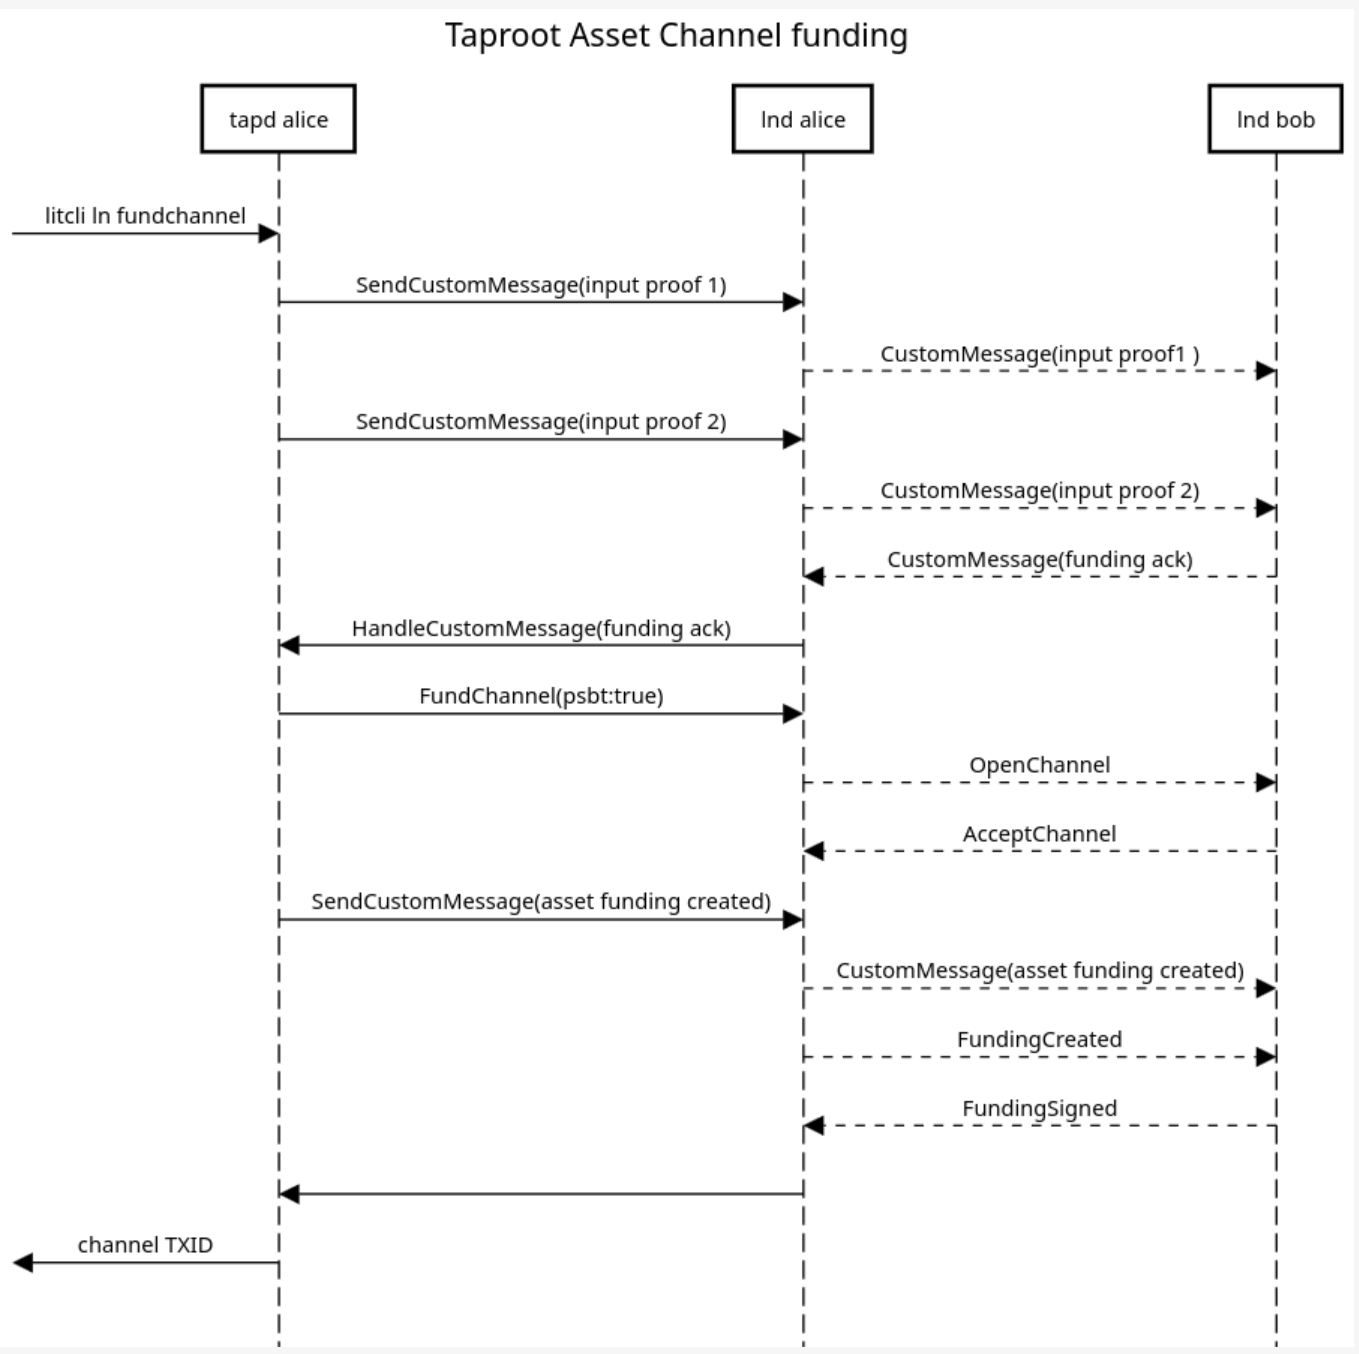 Taproot Asset Channel funding
tapd alice
lnd alice
lnd bob
litcli ln fundchannel
SendCustomMessage(input proof 1)
CustomMessage(input proof1 )
SendCustomMessage(input proof 2)
CustomMessage(input proof 2)
CustomMessage(funding ack)
HandleCustomMessage(funding ack)
FundChannel(psbt:true)
OpenChannel
AcceptChannel
SendCustomMessage(asset funding created)
CustomMessage(asset funding created)
FundingCreated
FundingSigned
channel TXID